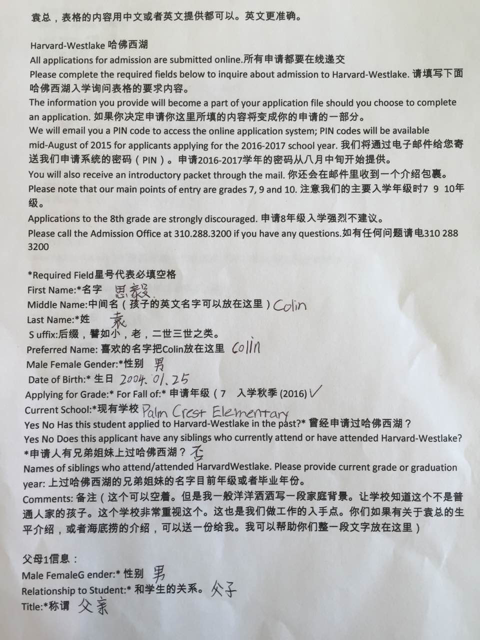 袁总，表格的内容用中文或者英文提供都可以。英文更准确。
Harvard-Westlake 哈佛西湖
All applications for admission are submitted online.所有申请都要在线递交
Please complete the required fields below to inquire about admission to Harvard-Westlake. 请填写下面
哈佛西湖入学询问表格的要求内容。
The information you provide will become a part of your application file should you choose to complete
an application. 如果你决定申请你这里所填的内容将变成你的申请的一部分。
We will email you a PIN code to access the online application system; PIN codes will be available
mid-August of 2015 for applicants applying for the 2016-2017 school year. 我们将通过电子邮件给您寄
送我们申请系统的密码（PIN）。申请2016-2017学年的密码从八月中旬开始提供。
You will also receive an introductory packet through the mail. 你还会在邮件里收到一个介绍包裹。
Please note that our main points of entry are grades 7, 9 and 10. 注意我们的主要入学年级时7 9 10年
级。
Applications to the 8th grade are strongly discouraged. 申请8年级入学强烈不建议。
Please call the Admission Office at 310.288.3200 if you have any questions.如有任何问题请电310 288
3200
*Required Field星号代表必填空格
First Name:*名字 思毅
Middle Name:中间名（孩子的英文名字可以放在这里）Colin
Last Name:*姓 袁
S uffix:后缀，譬如小，老，二世三世之类。
Preferred Name: 喜欢的名字把Colin放在这里 Colin
Male Female Gender:*性别 男
Date of Birth:* 生日 2004. 01. 25
Applying for Grade:* For Fall of:* 申请年级（7 入学秋季 (2016) ✓
Current School:*现有学校 Palm Crest Elementary
Yes No Has this student applied to Harvard-Westlake in the past?* 曾经申请过哈佛西湖？
Yes No Does this applicant have any siblings who currently attend or have attended Harvard-Westlake?
*申请人有兄弟姐妹上过哈佛西湖？ 否
Names of siblings who attend/attended HarvardWestlake. Please provide current grade or graduation
year: 上过哈佛西湖的兄弟姐妹的名字目前年级或者毕业年份。
Comments: 备注（这个可以空着。但是我一般洋洋洒洒写一段家庭背景。让学校知道这个不是普
通人家的孩子。这个学校非常重视这个。这也是我们做工作的入手点。你们如果有关于袁总的生
平介绍，或者海底捞的介绍，可以送一份给我。我可以帮助你们整一段文字放在这里）
父母1信息：
Male FemaleG ender:* 性别 男
Relationship to Student:* 和学生的关系。父子
Title:*称谓 父亲